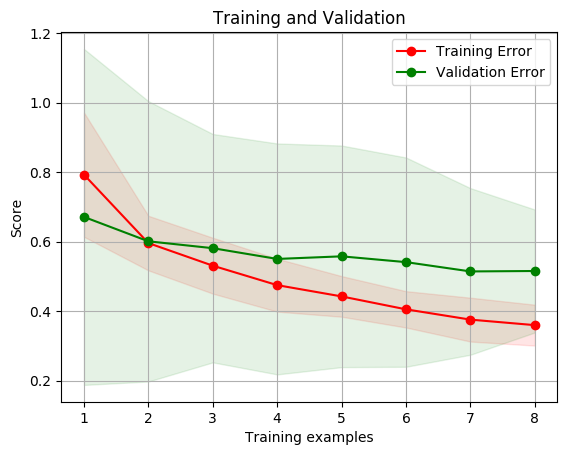 Training and Validation
1.2
1.0
0.8
0.6
0.4
0.2
Score
Training Error
Validation Error
1 2 3 4 5 6 7 8
Training examples